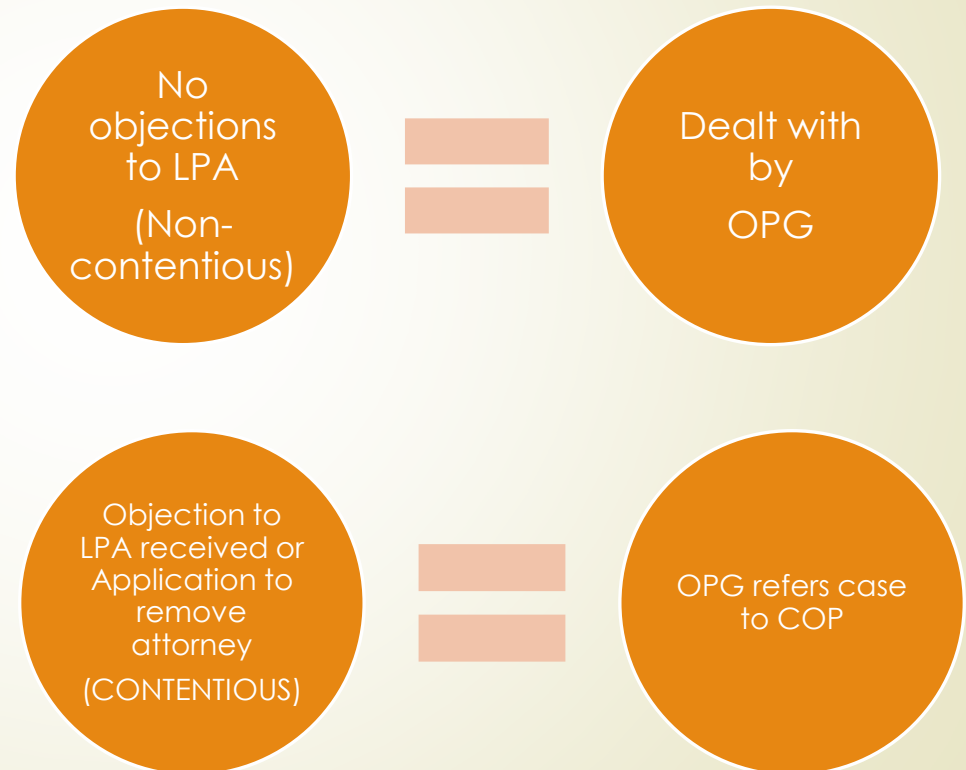 No
objections
to LPA
(Non-
contentious)
Dealt with
by
OPG
Objection to
LPA received or
Application to
remove
attorney
(CONTENTIOUS)
OPG refers case
to COP